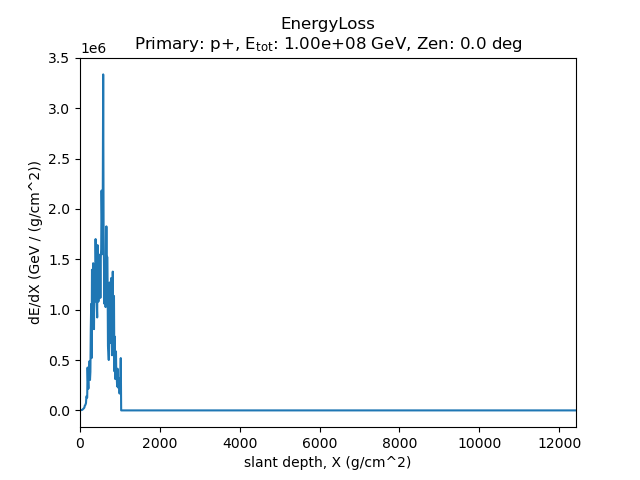 EnergyLoss
Primary: p+, E_tot: 1.00e+08 GeV, Zen: 0.0 deg
1e6
3.5
3.0
2.5
2.0
1.5
1.0
0.5
0.0
dE/dX (GeV / (g/cm^2))
0 2000 4000 6000 8000 10000 12000
slant depth, X (g/cm^2)